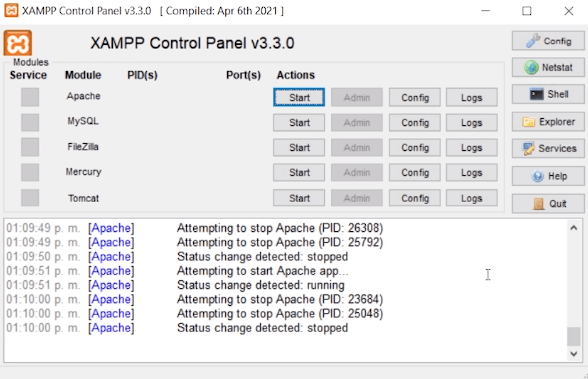 XAMPP Control Panel v3.3.0 [ Compiled: Apr 6th 2021 ]
XAMPP Control Panel v3.3.0
Config
Modules
Service Module PID(s) Port(s) Actions
Netstat
Apache Start Admin Config Logs
Shell
MySQL Start Admin Config Logs
Explorer
FileZilla Start Admin Config Logs
Services
Mercury Start Admin Config Logs
Help
Tomcat Start Admin Config Logs
Quit
01:09:49 p. m. [Apache] Attempting to stop Apache (PID: 26308)
01:09:49 p. m. [Apache] Attempting to stop Apache (PID: 25792)
01:09:50 p. m. [Apache] Status change detected: stopped
01:09:51 p. m. [Apache] Attempting to start Apache app...
01:09:51 p. m. [Apache] Status change detected: running
01:10:00 p. m. [Apache] Attempting to stop Apache (PID: 23684)
01:10:00 p. m. [Apache] Attempting to stop Apache (PID: 25048)
01:10:00 p. m. [Apache] Status change detected: stopped